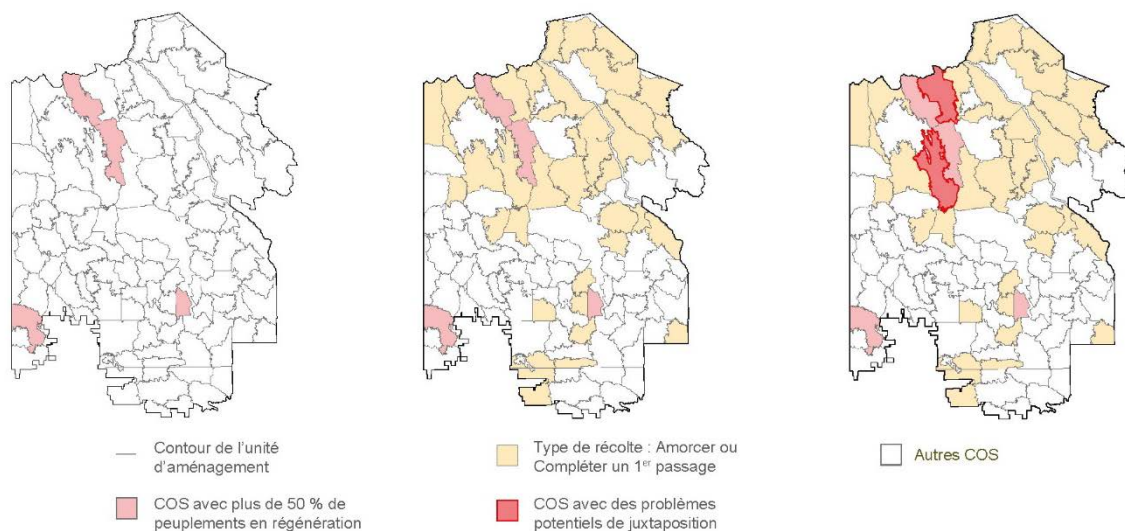 Contour de l'unité
d'aménagement
COS avec plus de 50 % de
peuplements en régénération
Type de récolte : Amorcer ou
Compléter un 1er passage
COS avec des problèmes
potentiels de juxtaposition
Autres COS